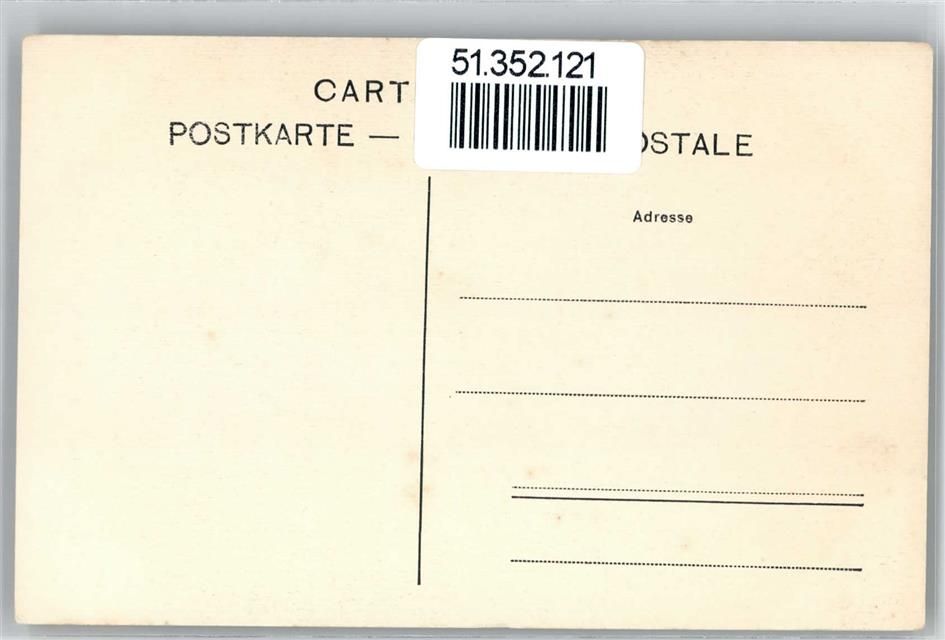 51.352.121
CART
POSTKARTE — OSTALE
Adresse